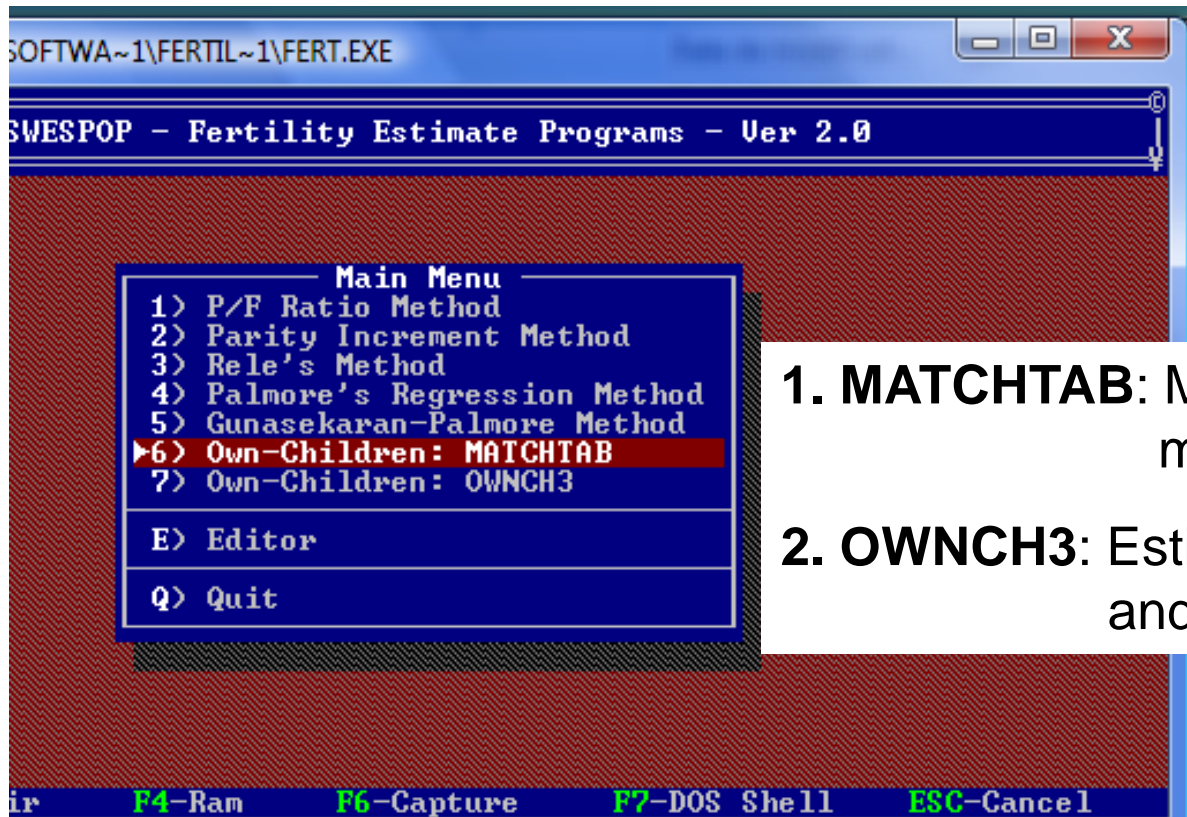 SOFTWA~1\FERTIL~1\FERT.EXE
SWESPOP - Fertility Estimate Programs - Ver 2.0
Main Menu
1) P/F Ratio Method
2) Parity Increment Method
3) Rele's Method
4) Palmore's Regression Method
5) Gunasekaran-Palmore Method
6) Own-Children: MATCHTAB
7) Own-Children: OWNCH3
E) Editor
Q) Quit
1. MATCHTAB: M
m
2. OWNCH3: Est
and
ir F4-Ram F6-Capture F7-DOS Shell ESC-Cancel